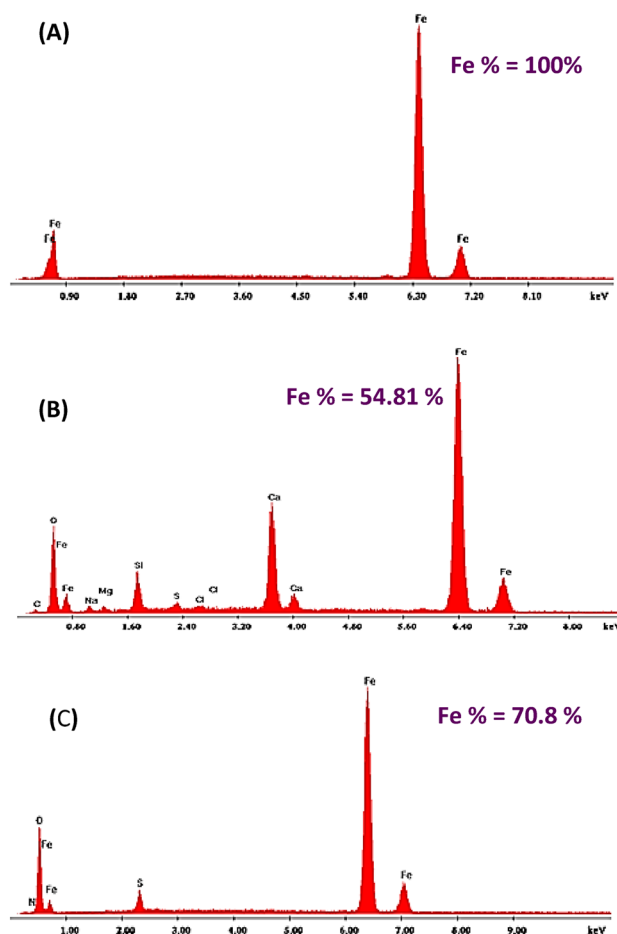 (A)
Fe
Fe % = 100%
Fe
Fe
Fe
0.90 1.80 2.70 3.60 4.50 5.40 6.30 7.20 8.10 keV
(B)
Fe
Fe % = 54.81 %
Ca
O
Fe
Si
Fe
Fe
Mg
Ca
Cl
C
Na
S
Cl
0.80 1.60 2.40 3.20 4.00 4.80 5.60 6.40 7.20 8.00 keV
(C)
Fe
Fe % = 70.8 %
O
Fe
Fe
Fe
S
N
1.00 2.00 3.00 4.00 5.00 6.00 7.00 8.00 9.00 keV